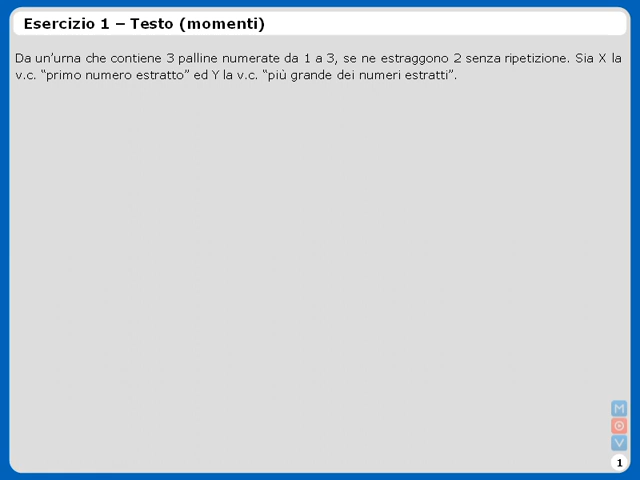 Esercizio 1 – Testo (momenti)
Da un’urna che contiene 3 palline numerate da 1 a 3, se ne estraggono 2 senza ripetizione. Sia X la
v.c. “primo numero estratto” ed Y la v.c. “più grande dei numeri estratti”.
M
O
V
1